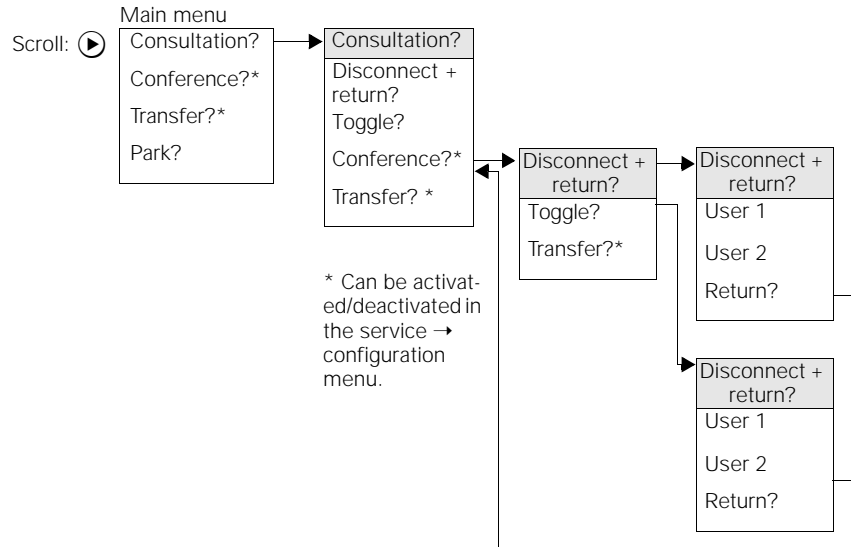 Main menu
Scroll:
Consultation?
Conference?*
Transfer?*
Park?
Consultation?
Disconnect +
return?
Toggle?
Conference?*
Transfer? *
* Can be activat-
ed/deactivated in
the service →
configuration
menu.
Disconnect +
return?
Toggle?
Transfer?*
Disconnect +
return?
User 1
User 2
Return?
Disconnect +
return?
User 1
User 2
Return?